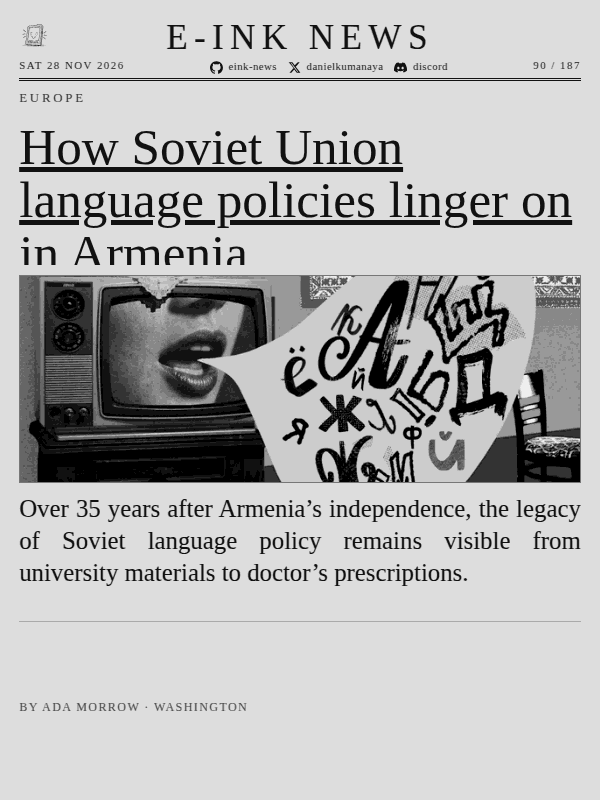 E-INK NEWS
SAT 28 NOV 2026
eink-news
danielkumanaya
discord
90 / 187
EUROPE
How Soviet Union
language policies linger on
in Armenia
ё
к
А
й
Ж
я
Б
Д
ф
й
Я
Ж
Over 35 years after Armenia’s independence, the legacy
of Soviet language policy remains visible from
university materials to doctor’s prescriptions.
BY ADA MORROW · WASHINGTON